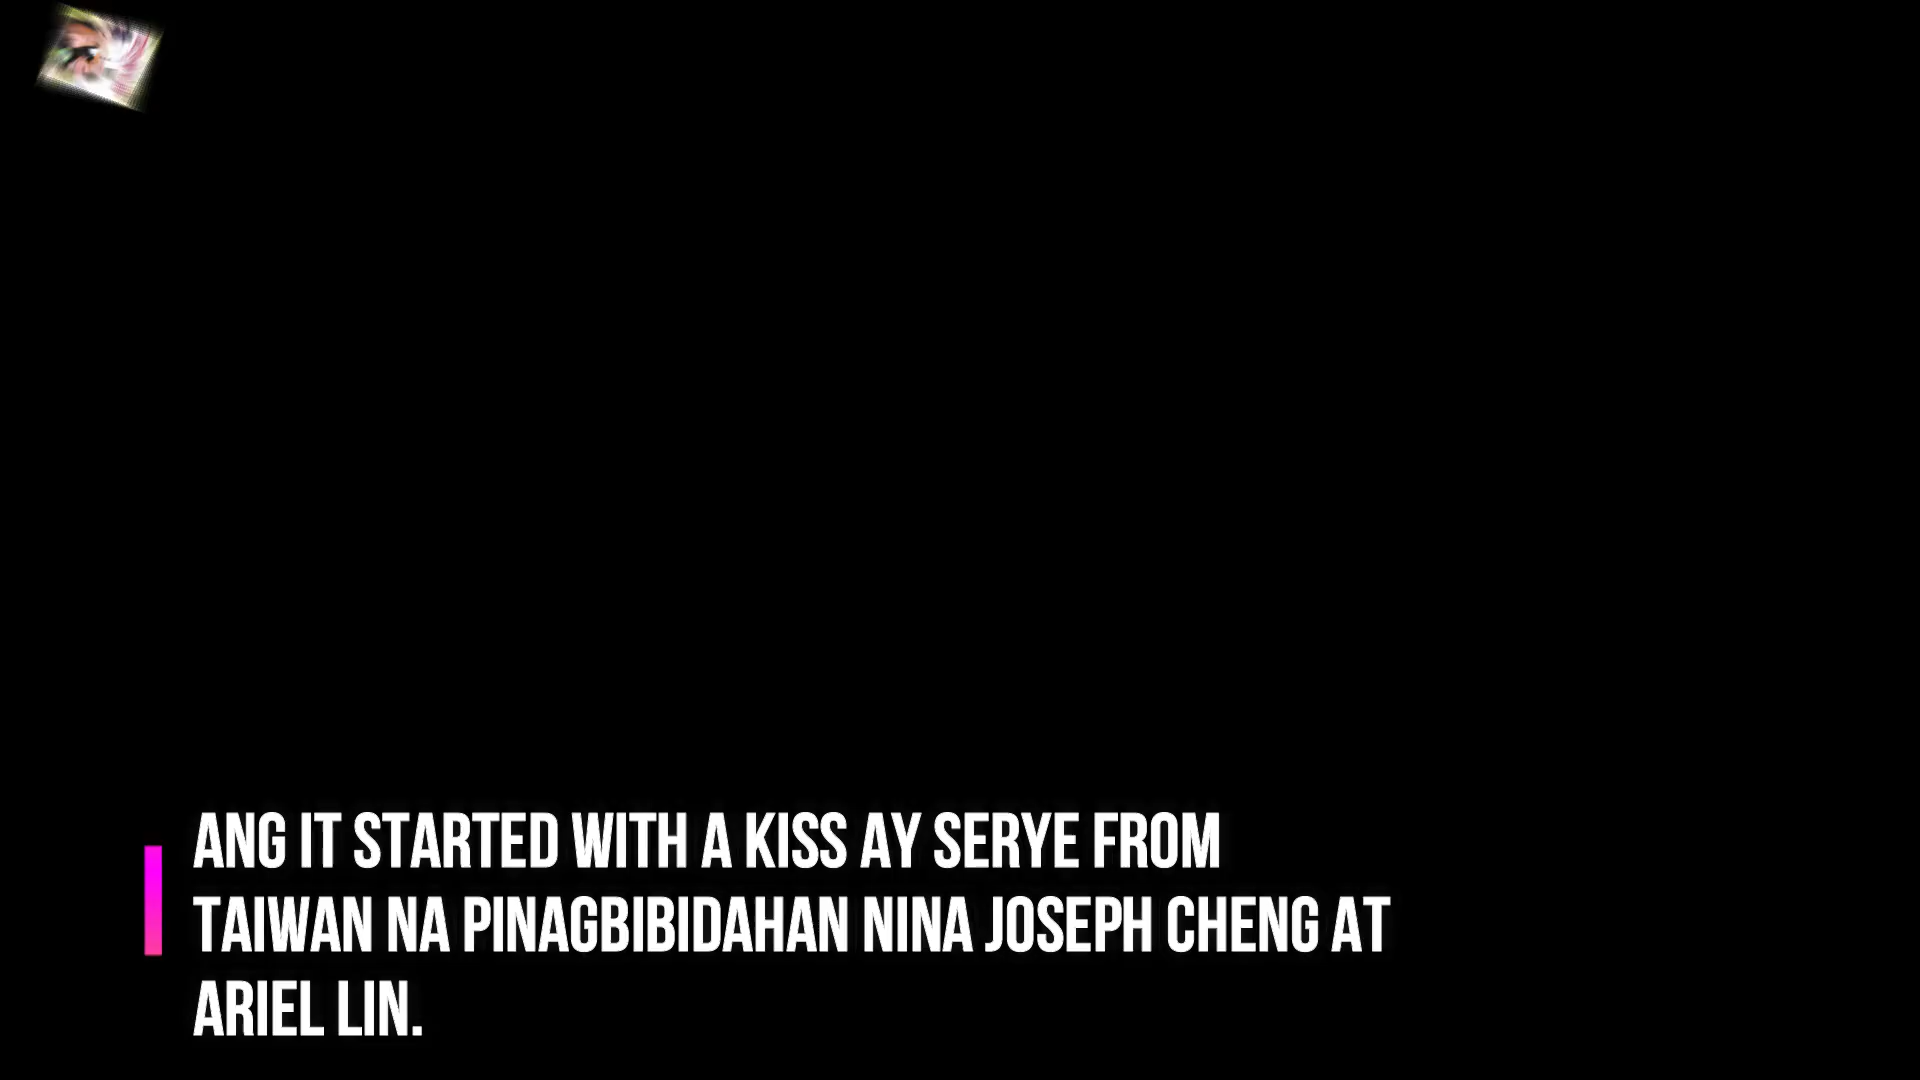 ANG IT STARTED WITH A KISS AY SERYE FROM
TAIWAN NA PINAGBIBIDAHAN NINA JOSEPH CHENG AT
ARIEL LIN.